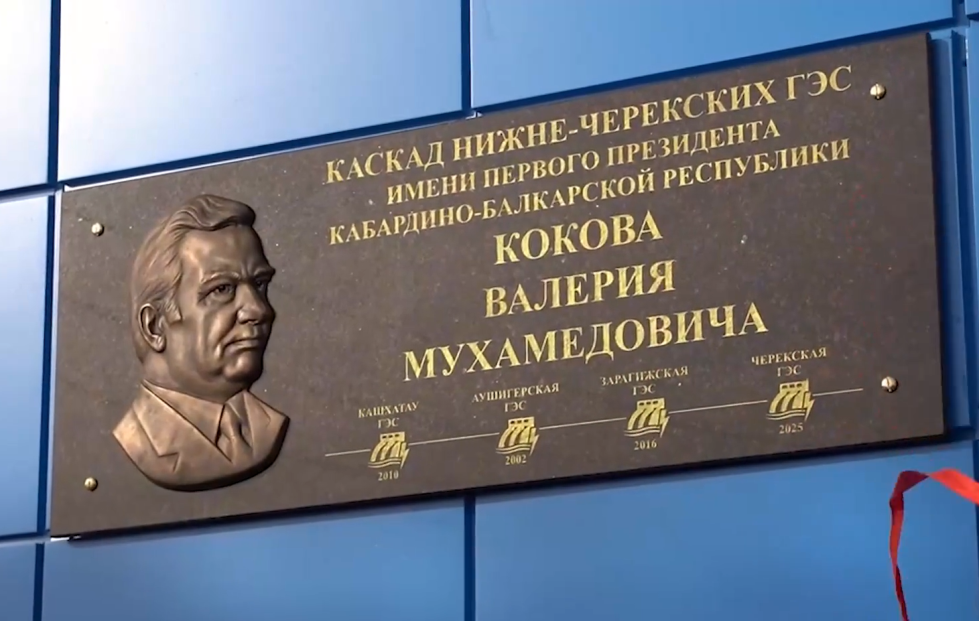 КАСКАД НИЖНЕ-ЧЕРЕКСКИХ ГЭС
ИМЕНИ ПЕРВОГО ПРЕЗИДЕНТА
КАБАРДИНО-БАЛКАРСКОЙ РЕСПУБЛИКИ
КОКОВА
ВАЛЕРИЯ
МУХАМЕДОВИЧА
КАШХАТАУ
ГЭС
2010
АУШИГЕРСКАЯ
ГЭС
2002
ЗАРАГИЖСКАЯ
ГЭС
2016
ЧЕРЕКСКАЯ
ГЭС
2025